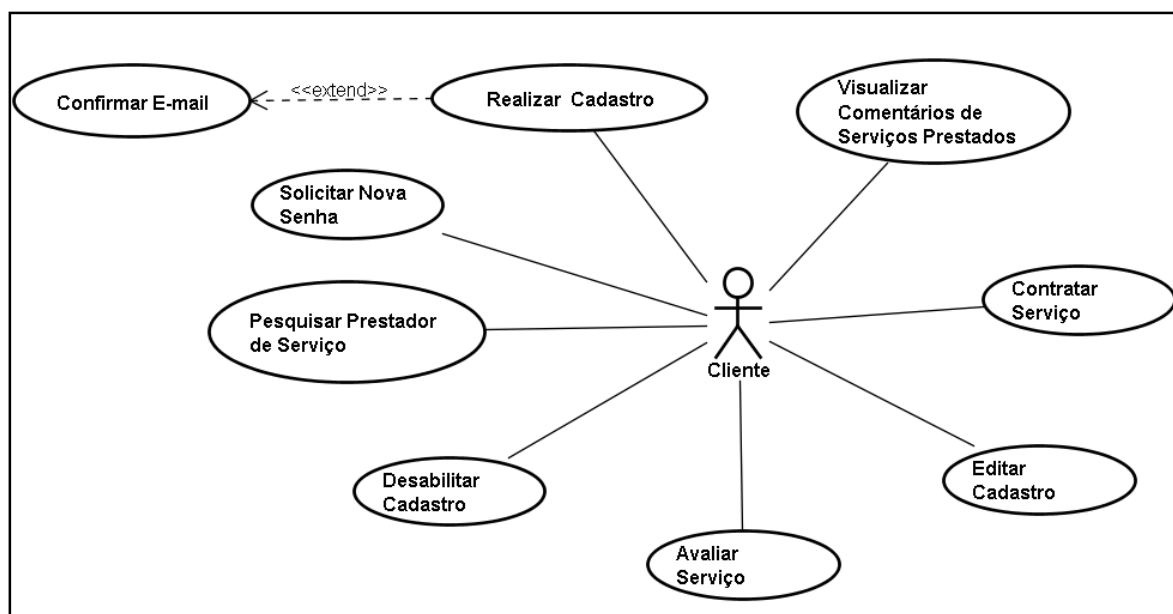 Confirmar E-mail
<<extend>>
Realizar Cadastro
Visualizar
Comentários de
Serviços Prestados
Solicitar Nova
Senha
Contratar
Serviço
Pesquisar Prestador
de Serviço
Cliente
Desabilitar
Cadastro
Editar
Cadastro
Avaliar
Serviço